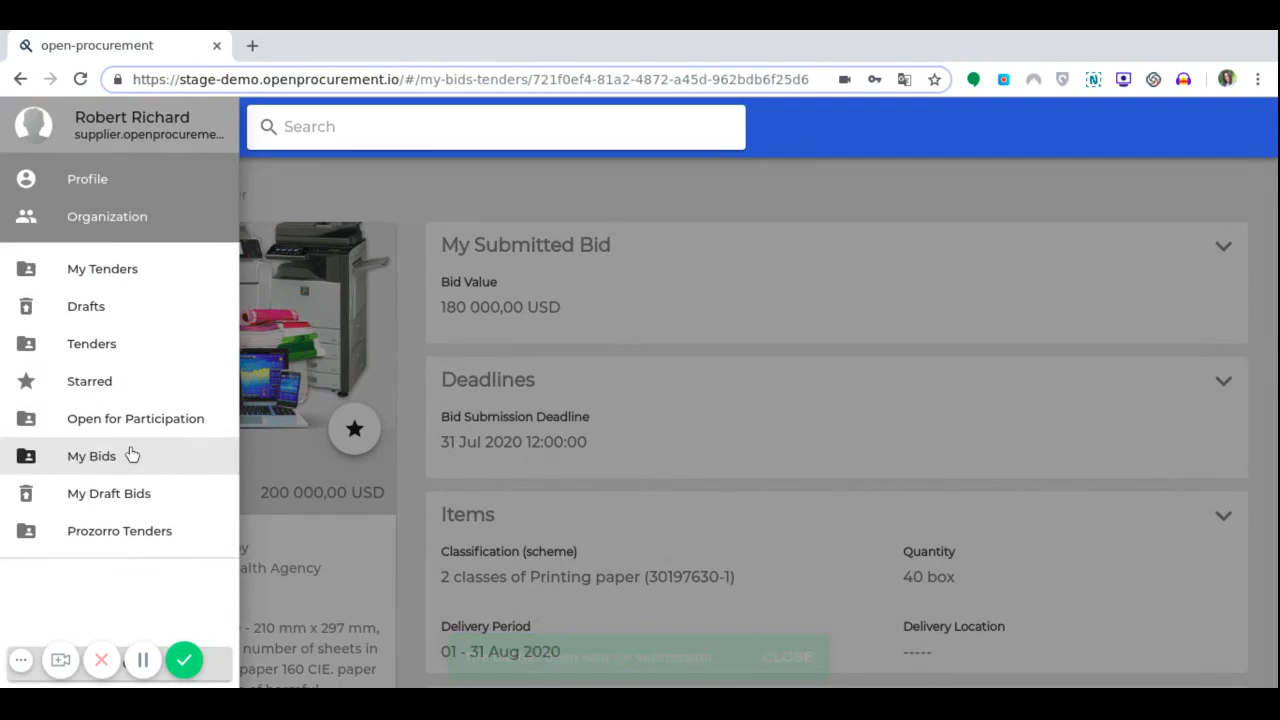 open-procurement
https://stage-demo.openprocurement.io/#/my-bids-tenders/721f0ef4-81a2-4872-a45d-962bdb6f25d6
Robert Richard
supplier.openprocureme...
Search
Profile
Organization
My Tenders
Drafts
Tenders
Starred
Open for Participation
My Bids
My Draft Bids
Prozorro Tenders
200 000,00 USD
alth Agency
- 210 mm x 297 mm,
number of sheets in
paper 160 CIE. paper
My Submitted Bid
Bid Value
180 000,00 USD
Deadlines
Bid Submission Deadline
31 Jul 2020 12:00:00
Items
Classification (scheme)
Quantity
2 classes of Printing paper (30197630-1)
40 box
Delivery Period
Delivery Location
01 - 31 Aug 2020
-----
CLOSE